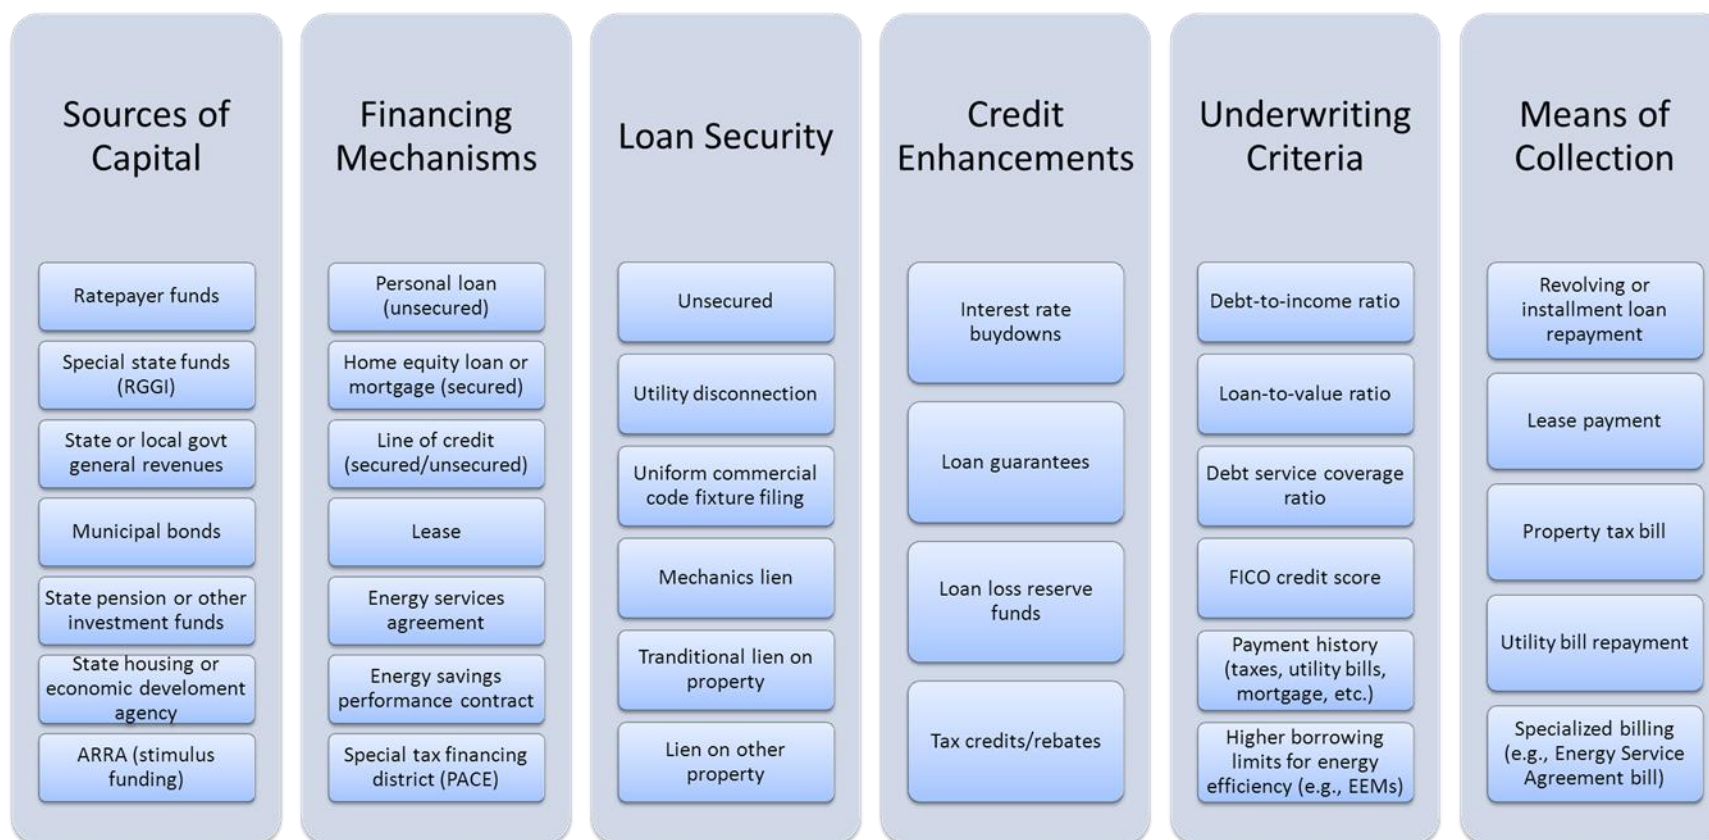 Sources of
Capital
Ratepayer funds
Special state funds
(RGGI)
State or local govt
general revenues
Municipal bonds
State pension or other
investment funds
State housing or
economic develoment
agency
ARRA (stimulus
funding)
Financing
Mechanisms
Personal loan
(unsecured)
Home equity loan or
mortgage (secured)
Line of credit
(secured/unsecured)
Lease
Energy services
agreement
Energy savings
performance contract
Special tax financing
district (PACE)
Loan Security
Unsecured
Utility disconnection
Uniform commercial
code fixture filing
Mechanics lien
Tranditional lien on
property
Lien on other
property
Credit
Enhancements
Interest rate
buydowns
Loan guarantees
Loan loss reserve
funds
Tax credits/rebates
Underwriting
Criteria
Debt-to-income ratio
Loan-to-value ratio
Debt service coverage
ratio
FICO credit score
Payment history
(taxes, utility bills,
mortgage, etc.)
Higher borrowing
limits for energy
efficiency (e.g., EEMs)
Means of
Collection
Revolving or
installment loan
repayment
Lease payment
Property tax bill
Utility bill repayment
Specialized billing
(e.g., Energy Service
Agreement bill)